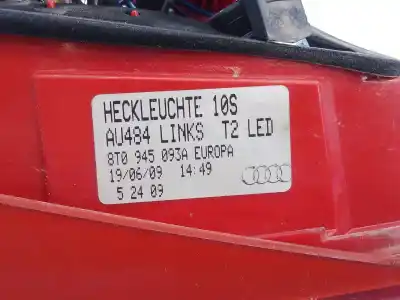 HECKLEUCHTE 10S
AU484 LINKS T2 LED
8T0 945 093A EUROPA
19/06/09 14:49
5 24 09